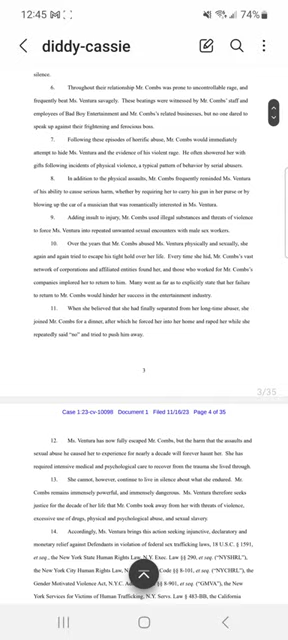 12:45
74%
diddy-cassie
silence.
6. Throughout their relationship Mr. Combs was prone to uncontrollable rage, and
frequently beat Ms. Ventura savagely. These beatings were witnessed by Mr. Combs' staff and
employees of Bad Boy Entertainment and Mr. Combs's related businesses, but no one dared to
speak up against their frightening and ferocious boss.
7. Following these episodes of horrific abuse, Mr. Combs would immediately
attempt to hide Ms. Ventura and the evidence of his violent rage. He often showered her with
gifts following incidents of physical violence, a typical pattern of behavior by serial abusers.
8. In addition to the physical assaults, Mr. Combs frequently reminded Ms. Ventura
of his ability to cause serious harm, whether by requiring her to carry his gun in her purse or by
blowing up the car of a musician that was romantically interested in Ms. Ventura.
9. Adding insult to injury, Mr. Combs used illegal substances and threats of violence
to force Ms. Ventura into repeated unwanted sexual encounters with male sex workers.
10. Over the years that Mr. Combs abused Ms. Ventura physically and sexually, she
again and again tried to escape his tight hold over her life. Every time she hid, Mr. Combs's vast
network of corporations and affiliated entities found her, and those who worked for Mr. Combs's
companies implored her to return to him. Many went as far as to explicitly state that her failure
to return to Mr. Combs would hinder her success in the entertainment industry.
11. When she believed that she had finally separated from her long-time abuser, she
joined Mr. Combs for a dinner, after which he forced her into her home and raped her while she
repeatedly said "no" and tried to push him away.
3
3/35
Case 1:23-cv-10098 Document 1 Filed 11/16/23 Page 4 of 35
12. Ms. Ventura has now fully escaped Mr. Combs, but the harm that the assaults and
sexual abuse he caused her to experience for nearly a decade will forever haunt her. She has
required intensive medical and psychological care to recover from the trauma she lived through.
13. She cannot, however, continue to live in silence about what she endured. Mr.
Combs remains immensely powerful, and immensely dangerous. Ms. Ventura therefore seeks
justice for the decade of her life that Mr. Combs took away from her with threats of violence,
excessive use of drugs, physical and psychological abuse, and sexual slavery.
14. Accordingly, Ms. Ventura brings this action seeking injunctive, declaratory and
monetary relief against Defendants in violation of federal sex trafficking laws, 18 U.S.C. § 1591,
et seq., the New York State Human Rights Law, N.Y. Exec. Law §§ 290, et seq. ("NYSHRL"),
the New York City Human Rights Law, N. Code §§ 8-101, et seq. ("NYCHRL"), the
Gender Motivated Violence Act, N.Y.C. §§ 8-901, et seq. ("GMVA"), the New
York Services for Victims of Human Trafficking, N.Y. Servs. Law § 483-BB, the California